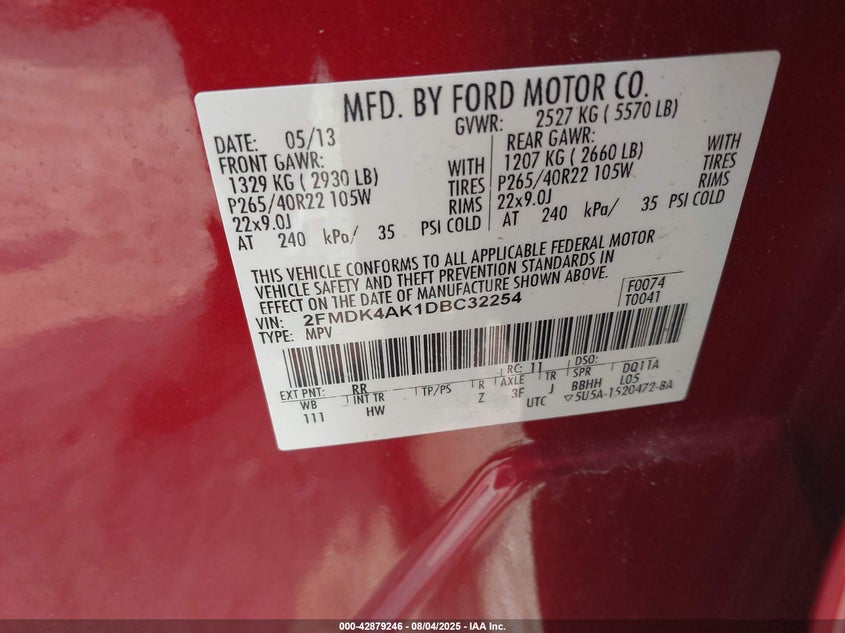 MFD. BY FORD MOTOR CO.
DATE: 05/13
GVWR: 2527 KG ( 5570 LB)
FRONT GAWR:
1329 KG ( 2930 LB) WITH
P265/40R22 105W TIRES
22x9.0J RIMS
AT 240 kPa/ 35 PSI COLD
REAR GAWR:
1207 KG ( 2660 LB) WITH
P265/40R22 105W TIRES
22x9.0J RIMS
AT 240 kPa/ 35 PSI COLD
THIS VEHICLE CONFORMS TO ALL APPLICABLE FEDERAL MOTOR
VEHICLE SAFETY AND THEFT PREVENTION STANDARDS IN
EFFECT ON THE DATE OF MANUFACTURE SHOWN ABOVE.
VIN: 2FMDK4AK1DBC32254
TYPE: MPV
F0074
T0041
EXT PNT: RR RC: 11 DSO:
WB INT TR TP/PS R AXLE TR SPR DQ11A
111 HW Z 3F J BBHH L05
UTC ▽5U5A-1520472-BA
000-42879246 - 08/04/2025 - IAA Inc.